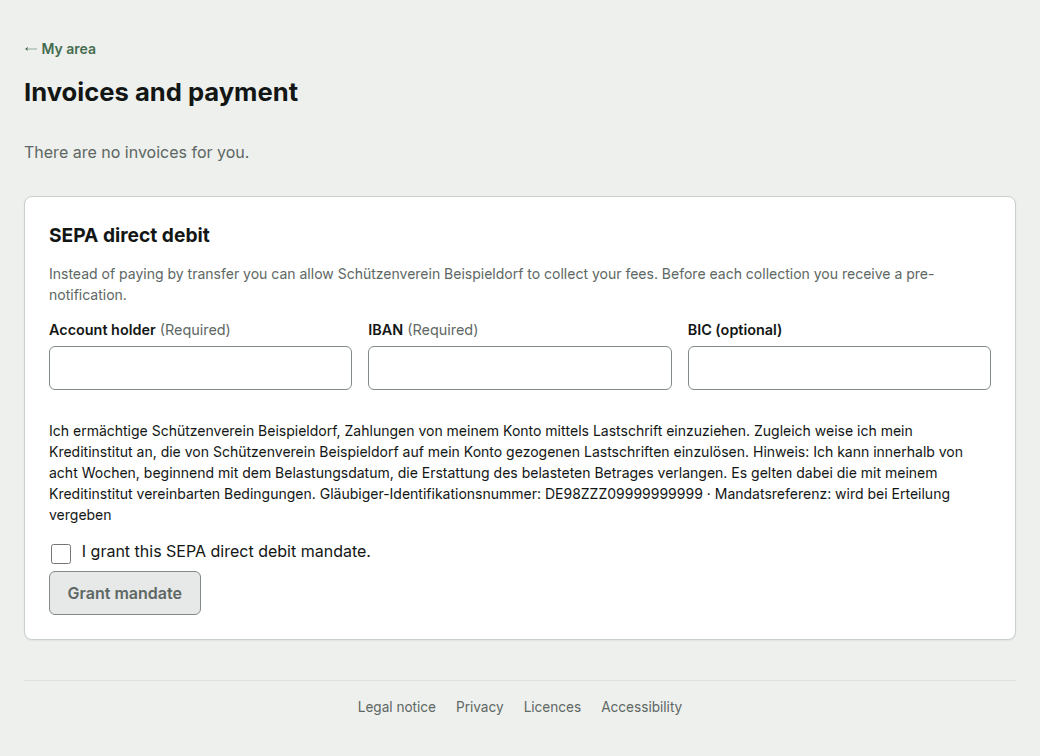 ← My area
Invoices and payment
There are no invoices for you.
SEPA direct debit
Instead of paying by transfer you can allow Schützenverein Beispieldorf to collect your fees. Before each collection you receive a pre-
notification.
Account holder (Required) IBAN (Required) BIC (optional)
Ich ermächtige Schützenverein Beispieldorf, Zahlungen von meinem Konto mittels Lastschrift einzuziehen. Zugleich weise ich mein
Kreditinstitut an, die von Schützenverein Beispieldorf auf mein Konto gezogenen Lastschriften einzulösen. Hinweis: Ich kann innerhalb von
acht Wochen, beginnend mit dem Belastungsdatum, die Erstattung des belasteten Betrages verlangen. Es gelten dabei die mit meinem
Kreditinstitut vereinbarten Bedingungen. Gläubiger-Identifikationsnummer: DE98ZZZ09999999999 · Mandatsreferenz: wird bei Erteilung
vergeben
I grant this SEPA direct debit mandate.
Grant mandate
Legal notice Privacy Licences Accessibility